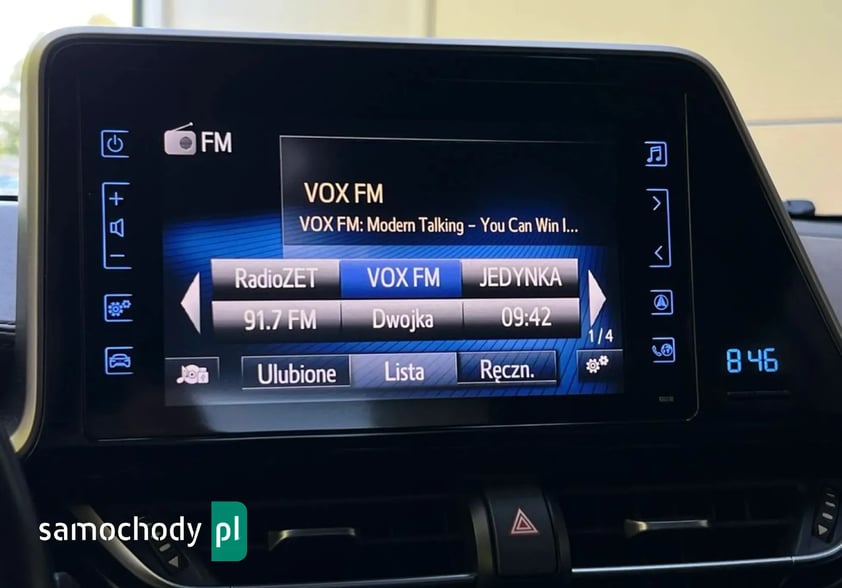 FM
VOX FM
VOX FM: Modern Talking - You Can Win I...
RadioZET VOX FM JEDYNKA
91.7 FM Dwojka 09:42
1/4
Ulubione Lista Ręczn.
8:46
samochody pl